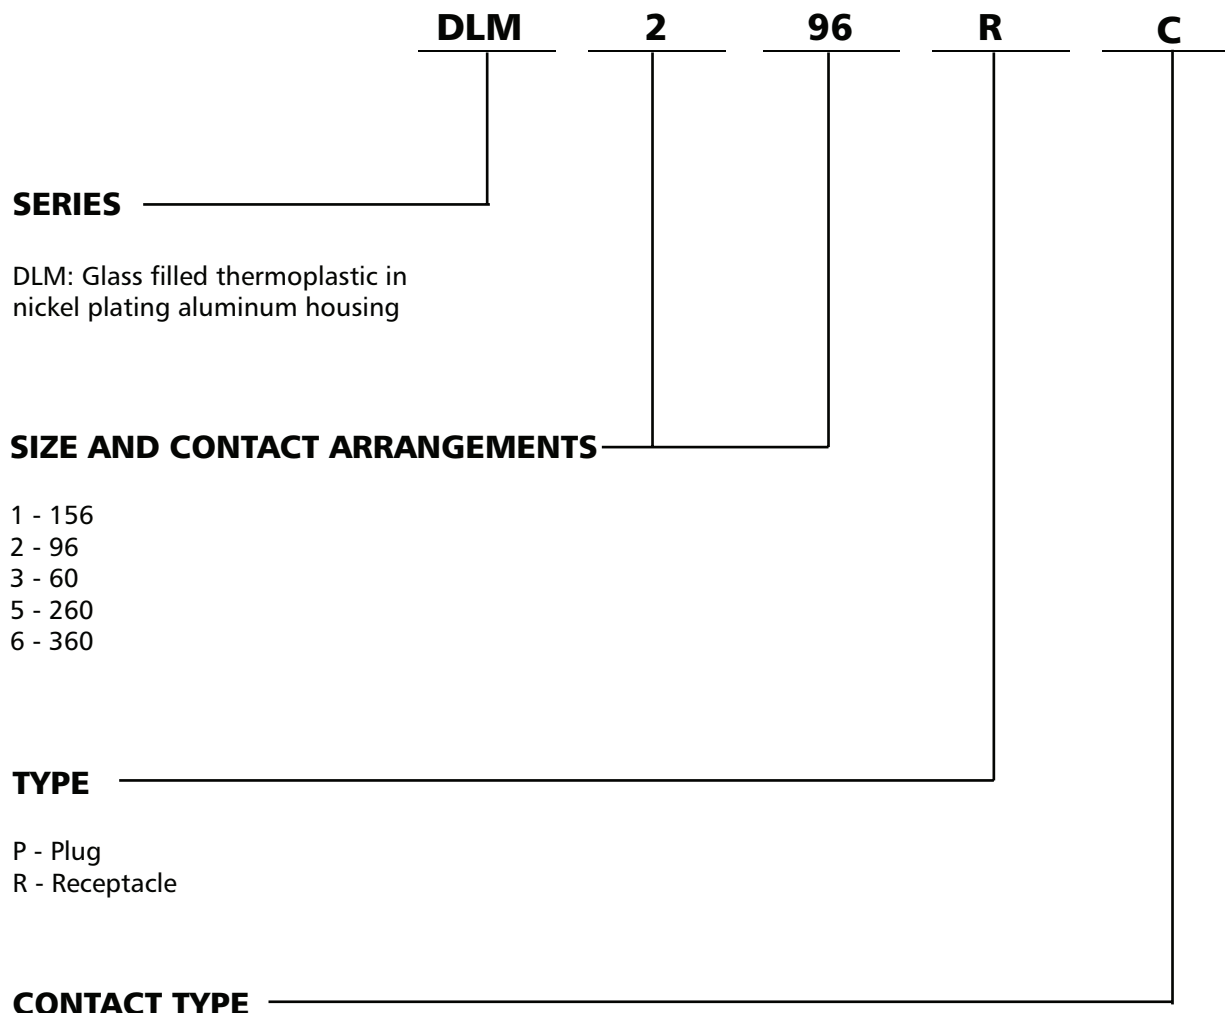 DLM 2 96 R C
SERIES
DLM: Glass filled thermoplastic in
nickel plating aluminum housing
SIZE AND CONTACT ARRANGEMENTS
1 - 156
2 - 96
3 - 60
5 - 260
6 - 360
TYPE
P - Plug
R - Receptacle
CONTACT TYPE